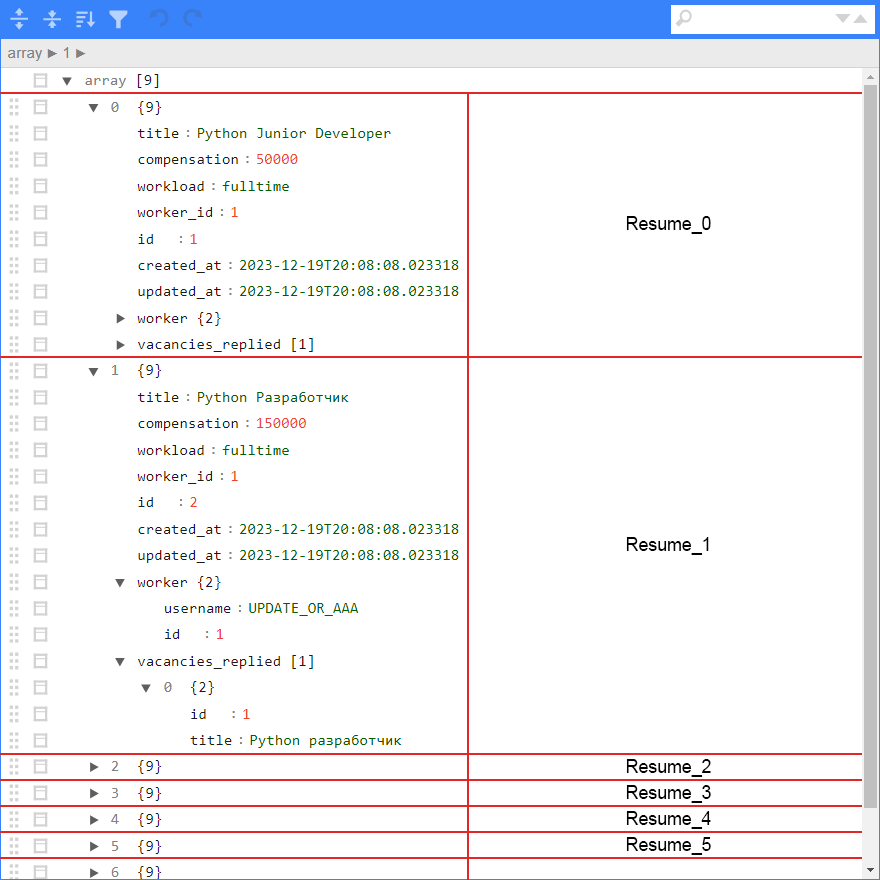 array ▶ 1 ▶
▼ array [9]
▼ 0 {9}
title : Python Junior Developer
compensation : 50000
workload : fulltime
worker_id : 1
id : 1
created_at : 2023-12-19T20:08:08.023318
updated_at : 2023-12-19T20:08:08.023318
▶ worker {2}
▶ vacancies_replied [1]
Resume_0
▼ 1 {9}
title : Python Разработчик
compensation : 150000
workload : fulltime
worker_id : 1
id : 2
created_at : 2023-12-19T20:08:08.023318
updated_at : 2023-12-19T20:08:08.023318
▼ worker {2}
username : UPDATE_OR_AAA
id : 1
▼ vacancies_replied [1]
▼ 0 {2}
id : 1
title : Python разработчик
Resume_1
▶ 2 {9} Resume_2
▶ 3 {9} Resume_3
▶ 4 {9} Resume_4
▶ 5 {9} Resume_5
▶ 6 {9}